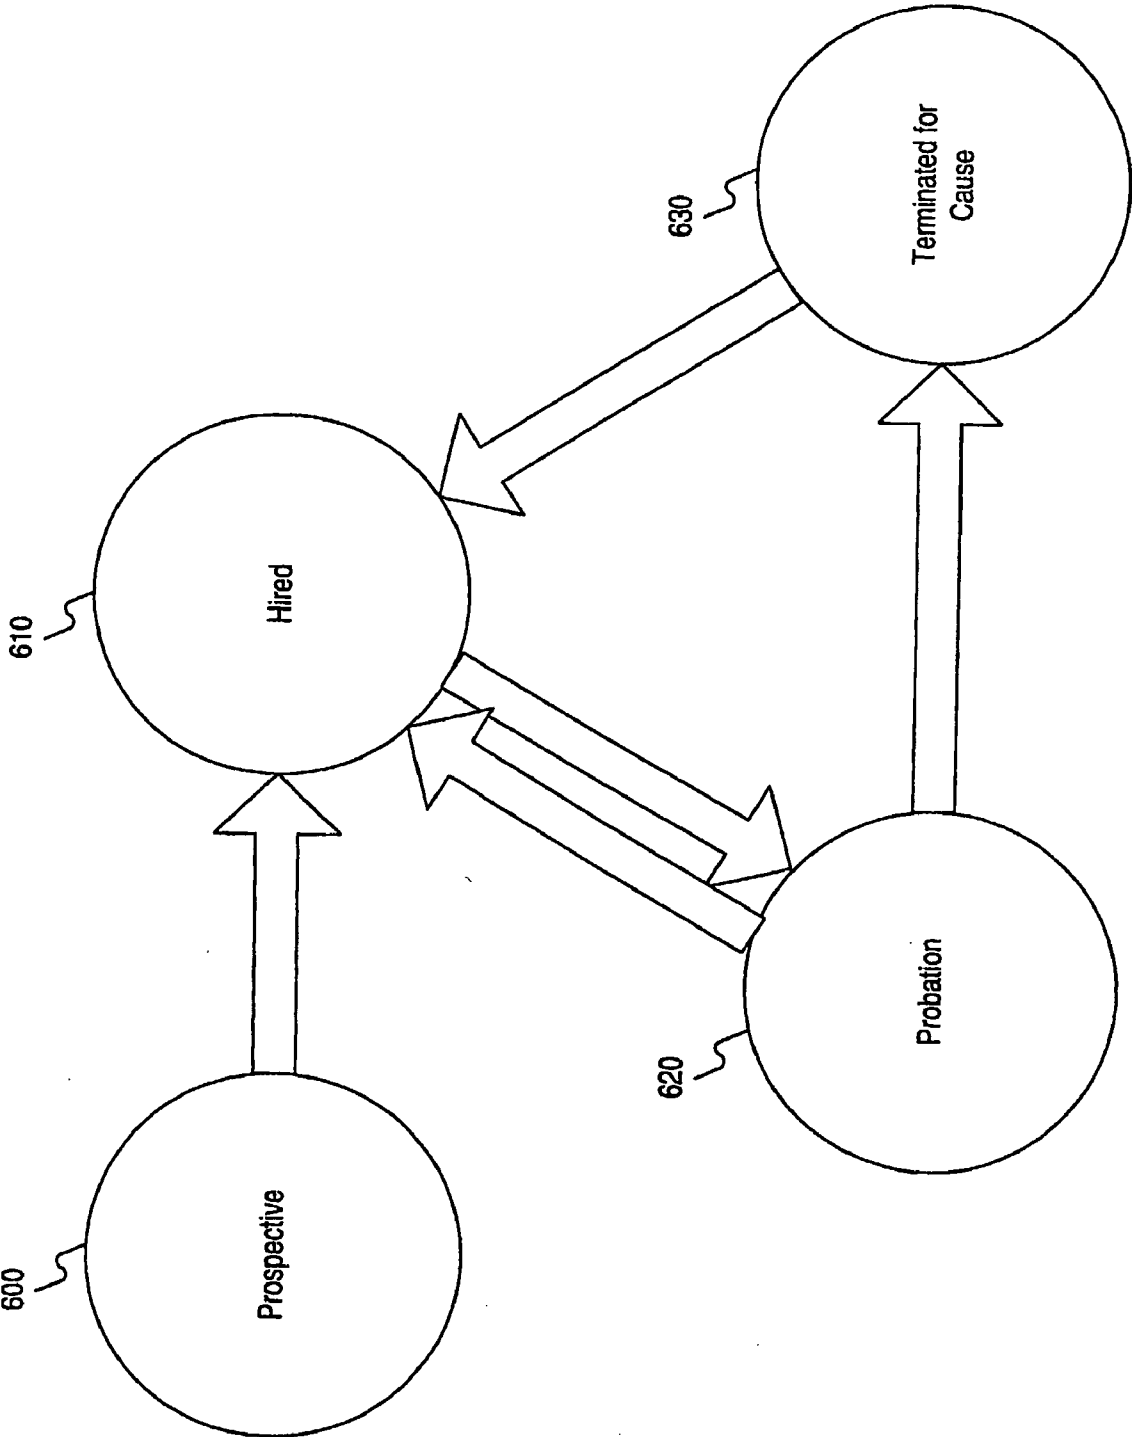 600
Prospective
610
Hired
620
Probation
630
Terminated for
Cause